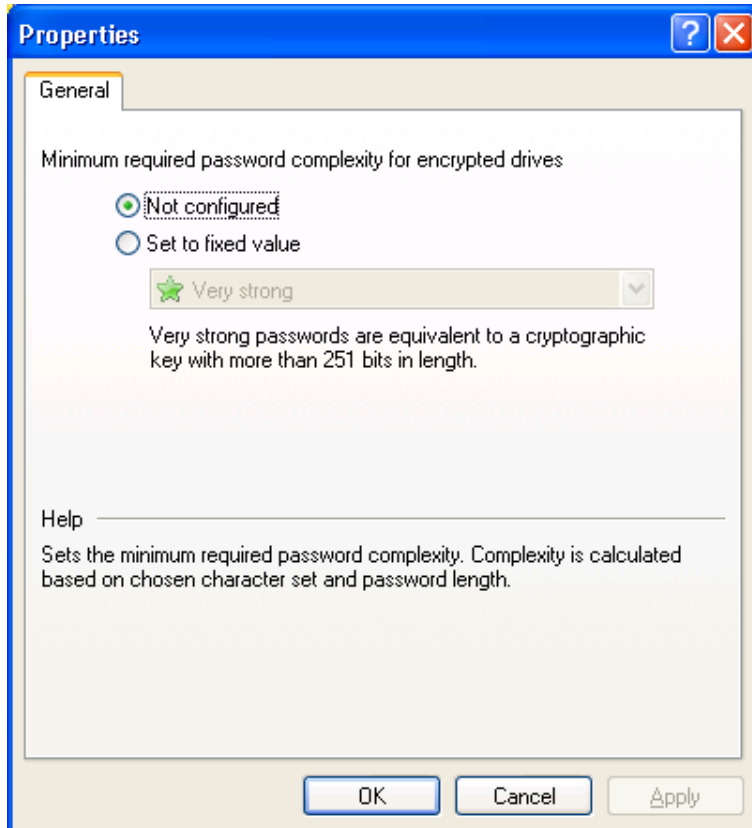 Properties
General
Minimum required password complexity for encrypted drives
Not configured
Set to fixed value
Very strong
Very strong passwords are equivalent to a cryptographic
key with more than 251 bits in length.
Help
Sets the minimum required password complexity. Complexity is calculated
based on chosen character set and password length.
OK Cancel Apply